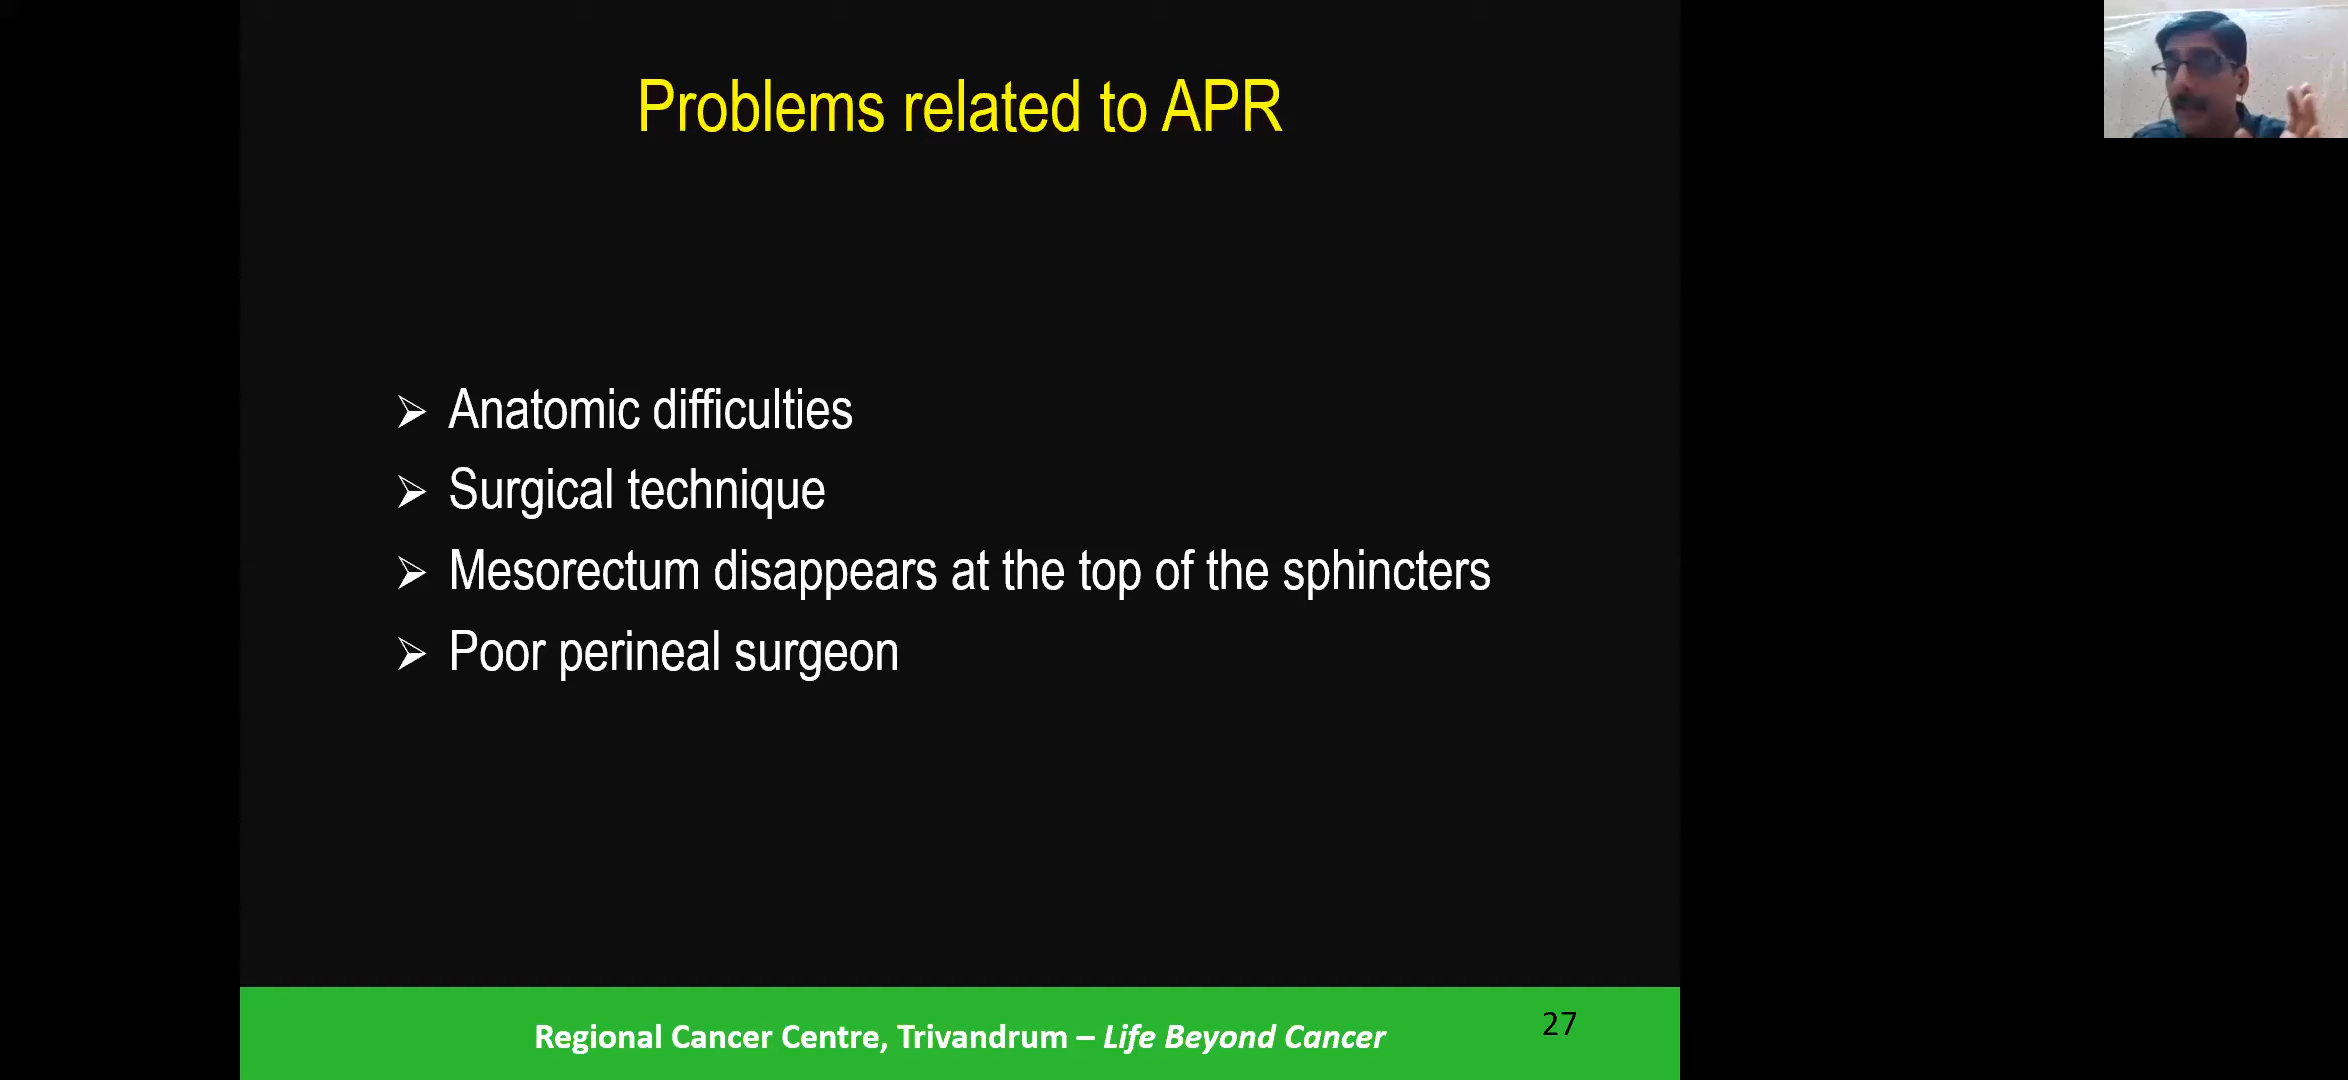 Problems related to APR
Anatomic difficulties
Surgical technique
Mesorectum disappears at the top of the sphincters
Poor perineal surgeon
Regional Cancer Centre, Trivandrum – Life Beyond Cancer
27